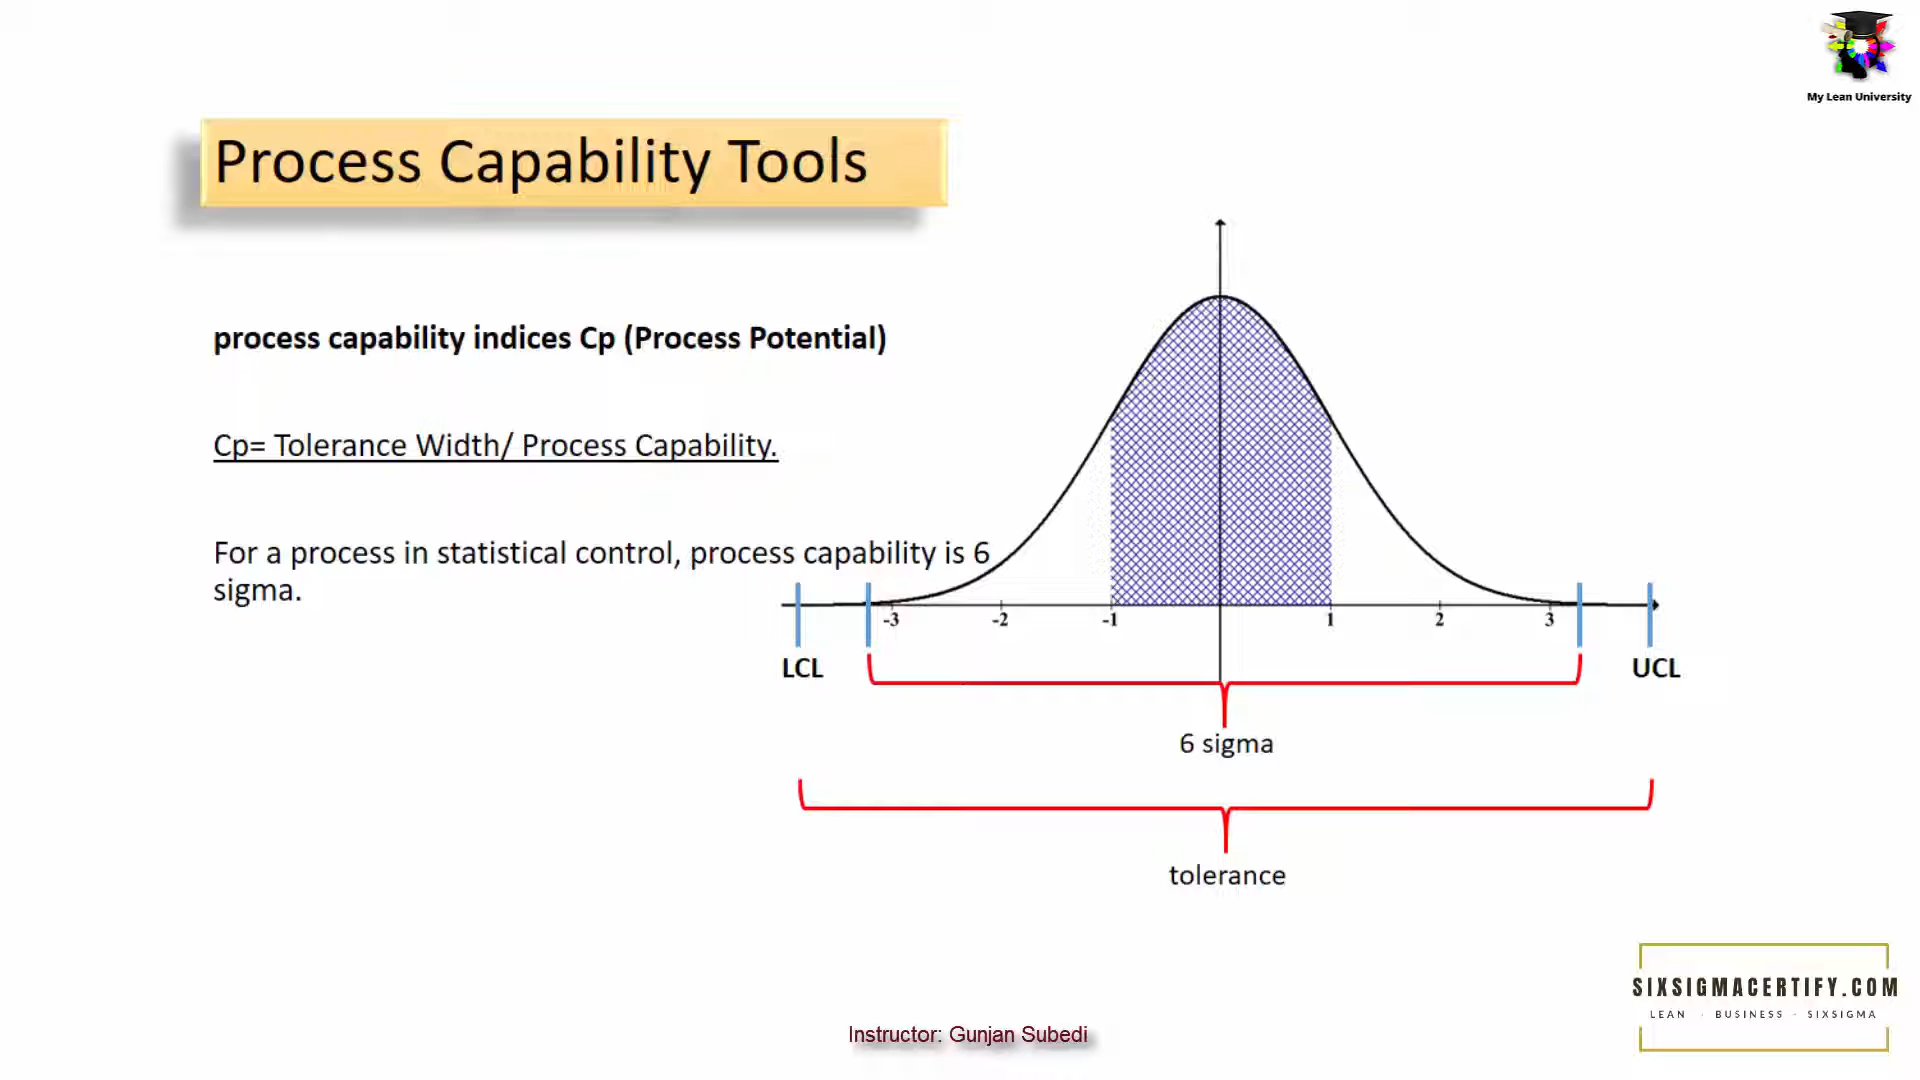 My Lean University
Process Capability Tools
process capability indices Cp (Process Potential)
Cp= Tolerance Width/ Process Capability.
For a process in statistical control, process capability is 6
sigma.
-3 -2 -1 1 2 3
LCL UCL
6 sigma
tolerance
SIXSIGMACERTIFY.COM
LEAN · BUSINESS · SIXSIGMA
Instructor: Gunjan Subedi